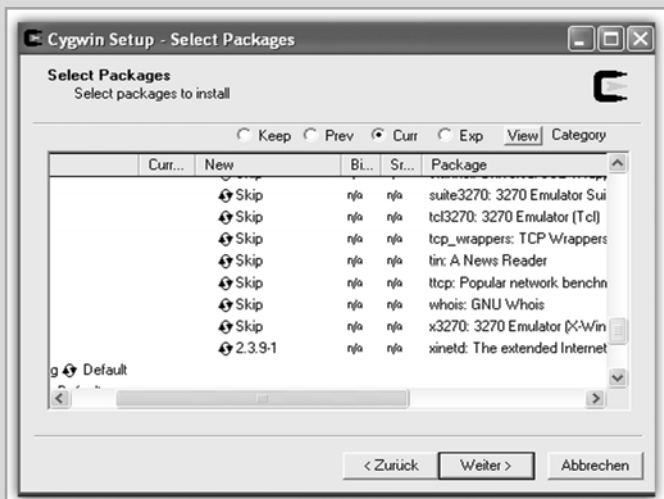 Cygwin Setup - Select Packages
Select Packages
Select packages to install
Keep Prev Curr Exp View Category
Curr... New Bi... Sr... Package
Skip n/a n/a suite3270: 3270 Emulator Sui
Skip n/a n/a tcl3270: 3270 Emulator (Tcl)
Skip n/a n/a tcp_wrappers: TCP Wrappers
Skip n/a n/a tin: A News Reader
Skip n/a n/a ttcp: Popular network benchm
Skip n/a n/a whois: GNU Whois
Skip n/a n/a x3270: 3270 Emulator (X-Win
2.3.9-1 n/a n/a xinetd: The extended Internet
g Default
< Zurück Weiter > Abbrechen